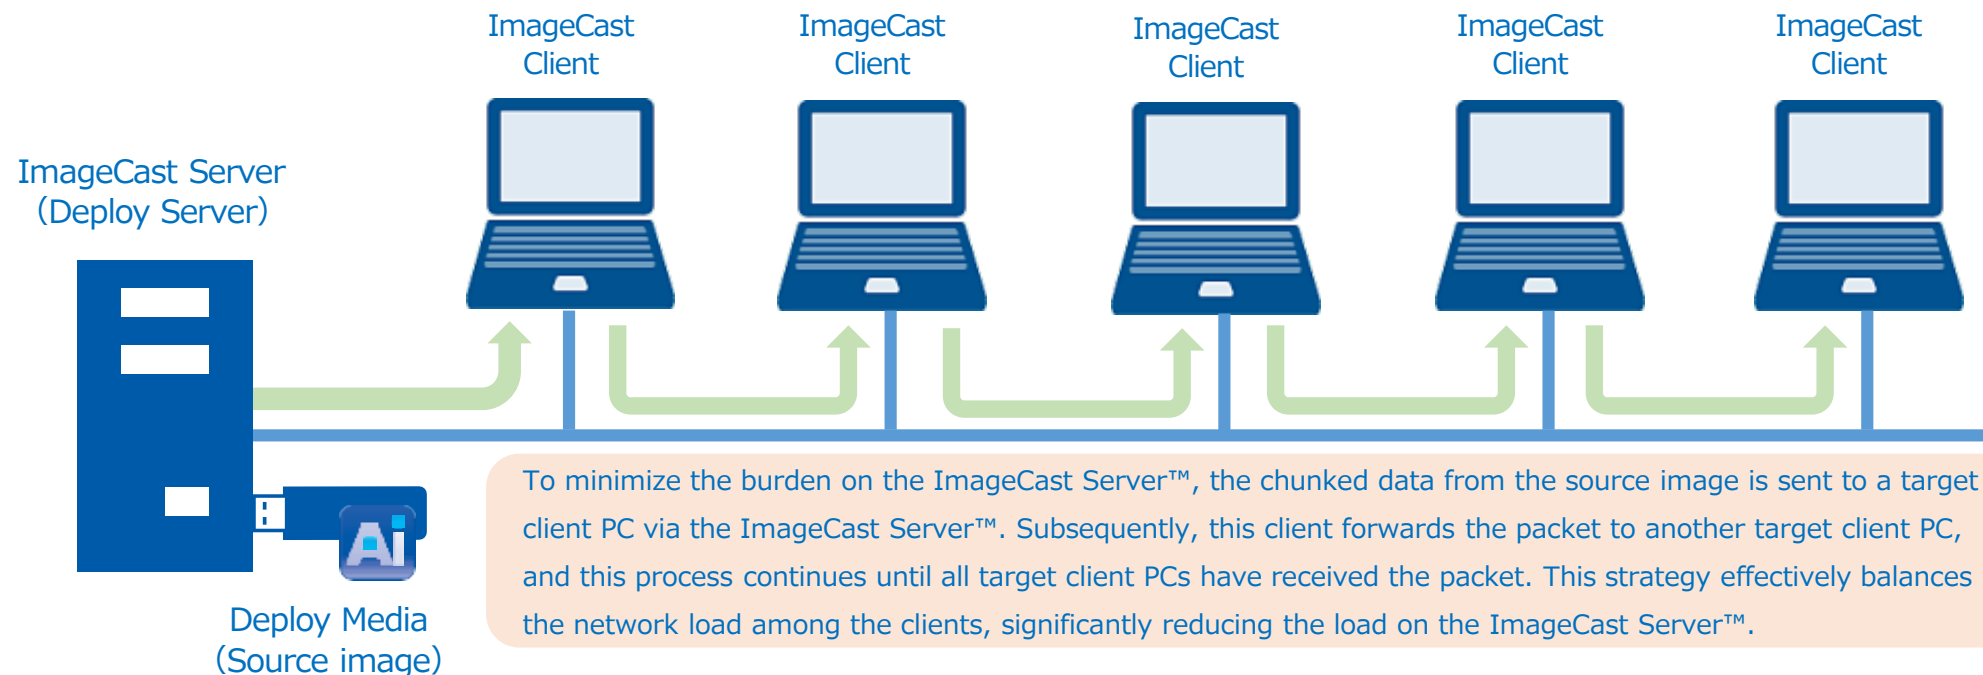 ImageCast
Client
ImageCast
Client
ImageCast
Client
ImageCast
Client
ImageCast
Client
ImageCast Server
（Deploy Server）
Ai
Deploy Media
（Source image）
To minimize the burden on the ImageCast Server™, the chunked data from the source image is sent to a target
client PC via the ImageCast Server™. Subsequently, this client forwards the packet to another target client PC,
and this process continues until all target client PCs have received the packet. This strategy effectively balances
the network load among the clients, significantly reducing the load on the ImageCast Server™.